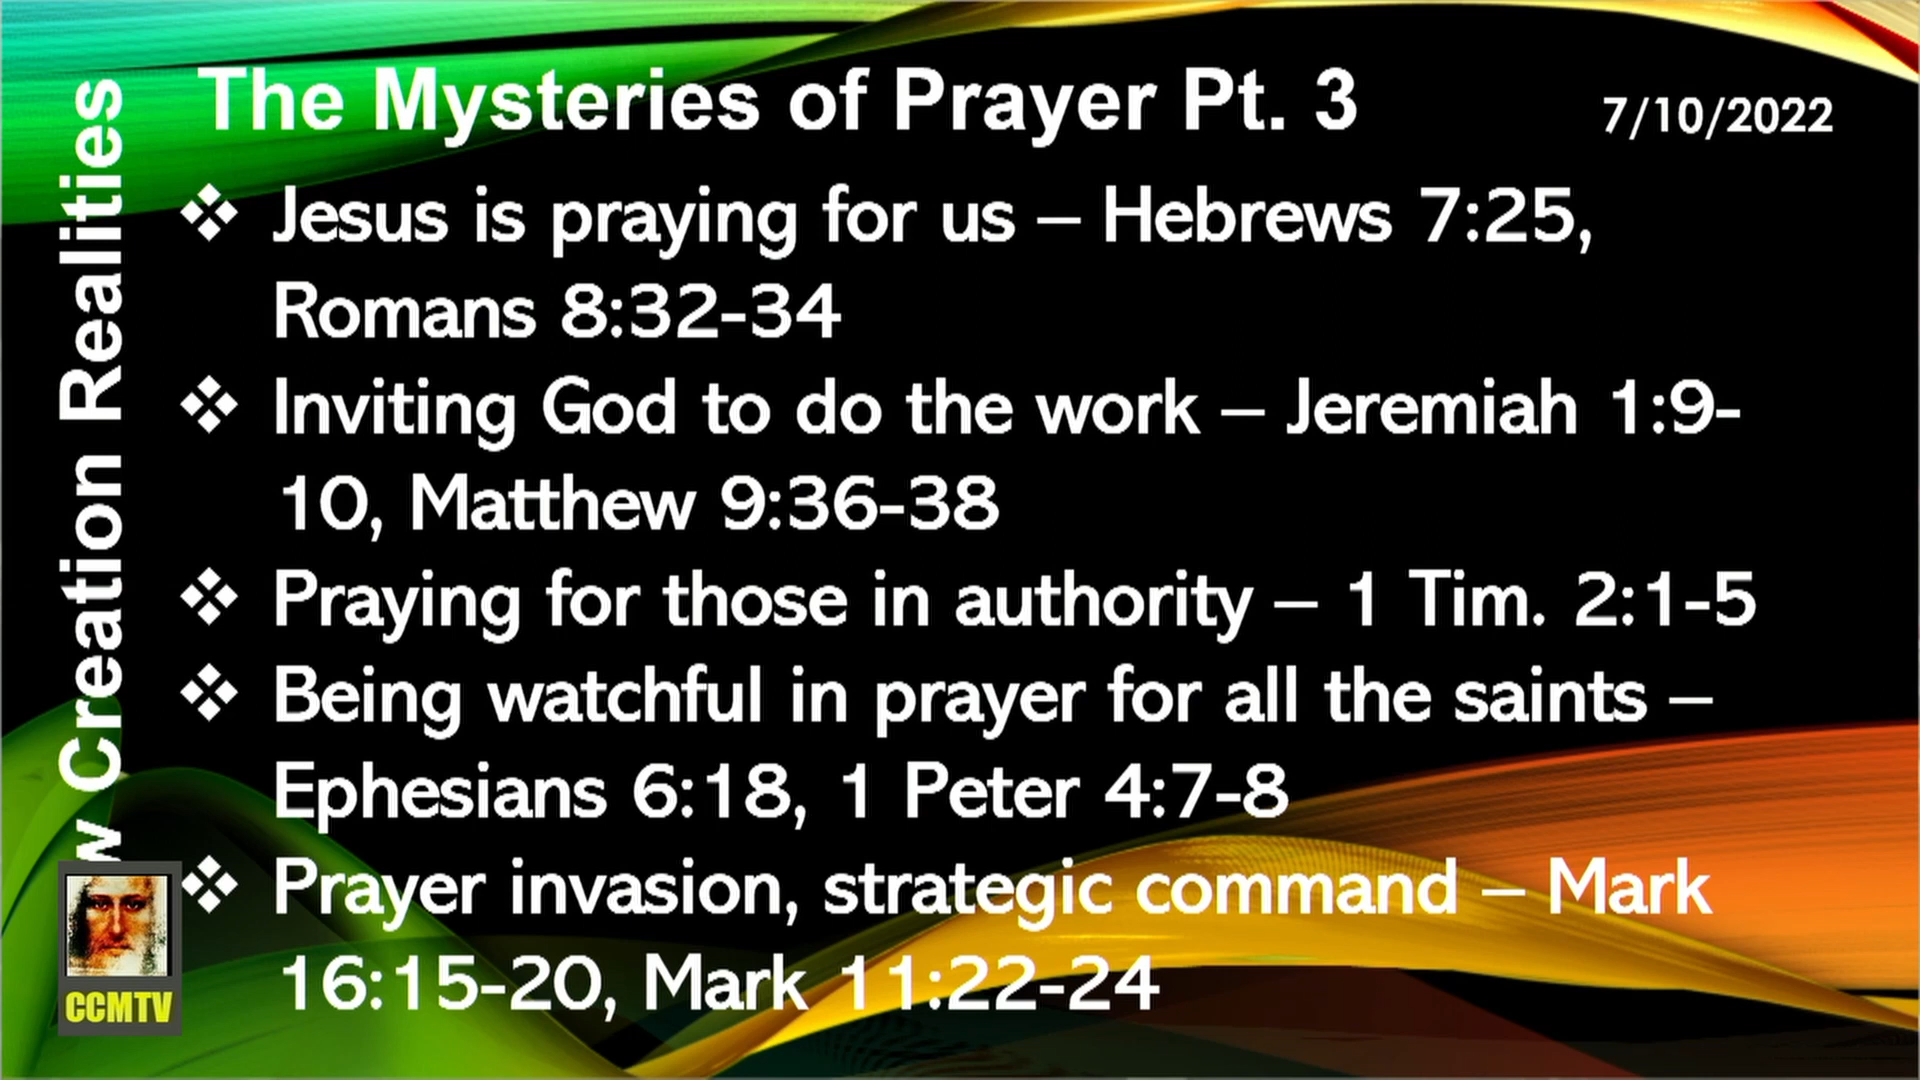 The Mysteries of Prayer Pt. 3
7/10/2022
w Creation Realities
❖ Jesus is praying for us – Hebrews 7:25,
Romans 8:32-34
❖ Inviting God to do the work – Jeremiah 1:9-
10, Matthew 9:36-38
❖ Praying for those in authority – 1 Tim. 2:1-5
❖ Being watchful in prayer for all the saints –
Ephesians 6:18, 1 Peter 4:7-8
❖ Prayer invasion, strategic command – Mark
16:15-20, Mark 11:22-24
CCMTV